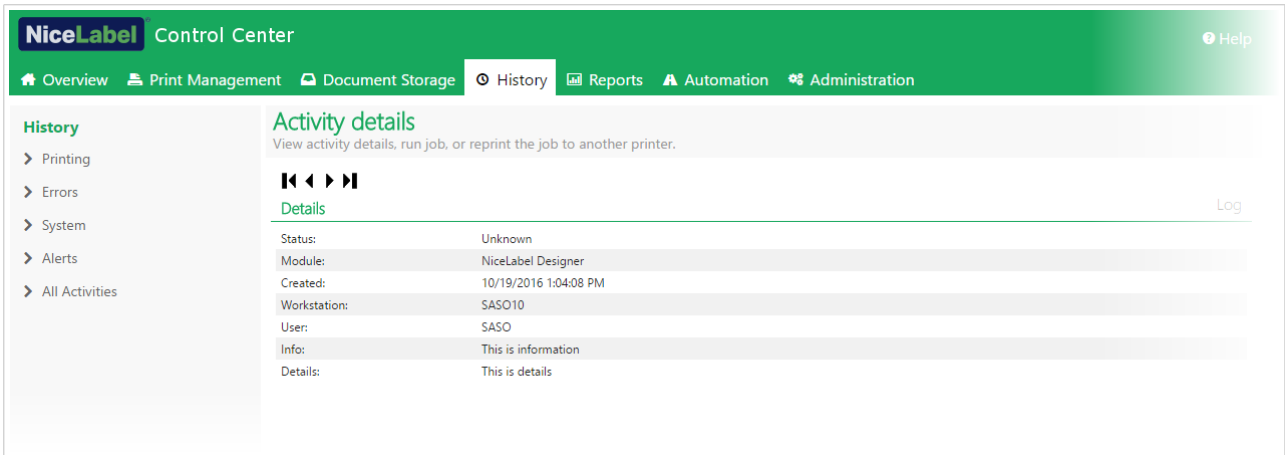 NiceLabel Control Center
Help
Overview Print Management Document Storage History Reports Automation Administration
History
Printing
Errors
System
Alerts
All Activities
Activity details
View activity details, run job, or reprint the job to another printer.
Details
Log
Status: Unknown
Module: NiceLabel Designer
Created: 10/19/2016 1:04:08 PM
Workstation: SASO10
User: SASO
Info: This is information
Details: This is details